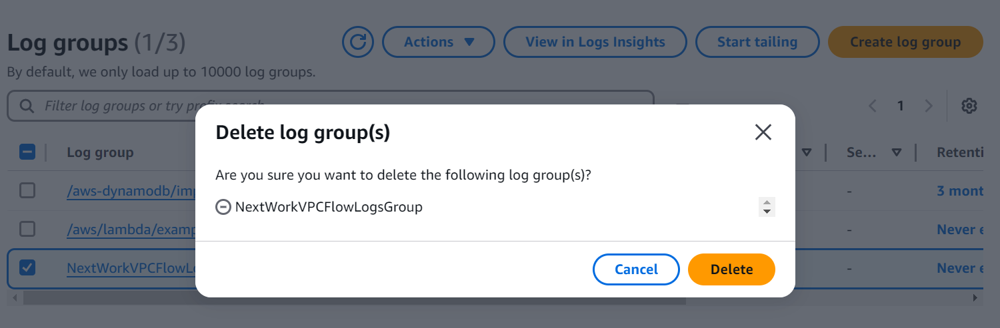 Log groups (1/3)
Actions
View in Logs Insights
Start tailing
Create log group
By default, we only load up to 10000 log groups.
Filter log groups or try prefix search
1
Delete log group(s)
Log group
Se...
Retenti
Are you sure you want to delete the following log group(s)?
/aws-dynamodb/imp
-
3 mont
NextWorkVPCFlowLogsGroup
/aws/lambda/examp
-
Never e
NextWorkVPCFlowLo
-
Never e
Cancel
Delete